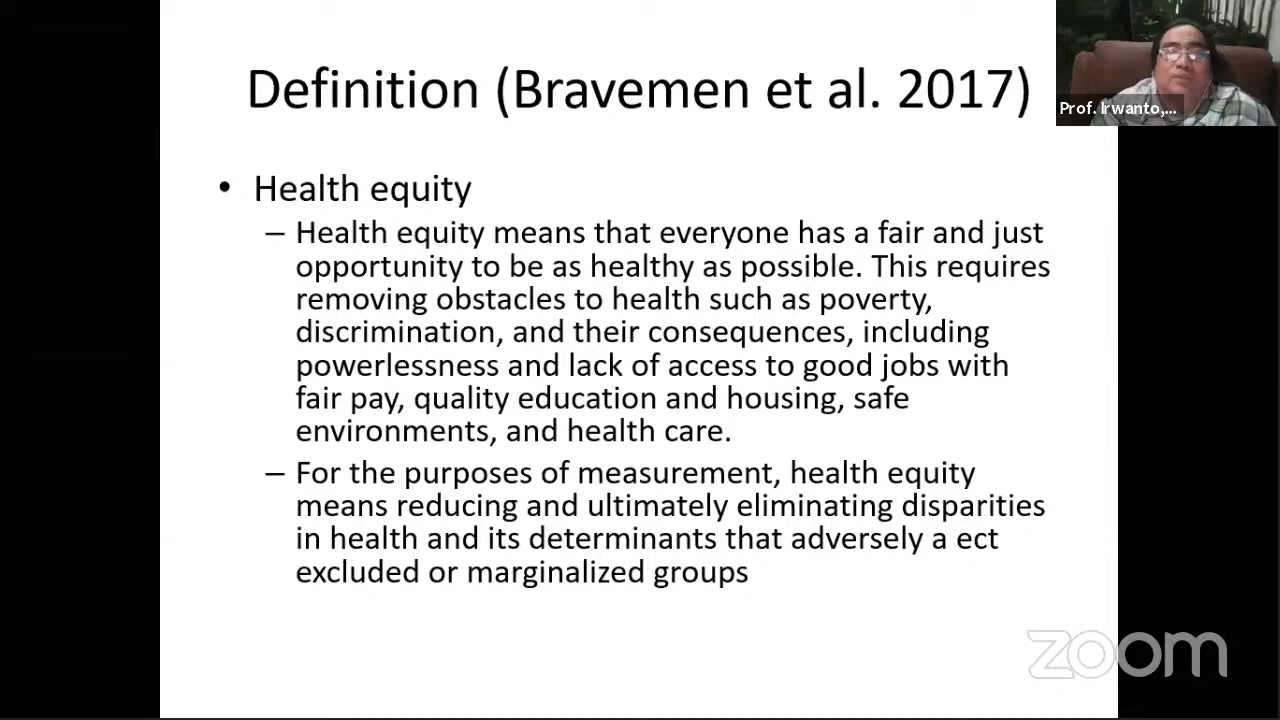 Definition (Bravemen et al. 2017)
Prof. Irwanto,...
• Health equity
– Health equity means that everyone has a fair and just
opportunity to be as healthy as possible. This requires
removing obstacles to health such as poverty,
discrimination, and their consequences, including
powerlessness and lack of access to good jobs with
fair pay, quality education and housing, safe
environments, and health care.
– For the purposes of measurement, health equity
means reducing and ultimately eliminating disparities
in health and its determinants that adversely a ect
excluded or marginalized groups
zoom